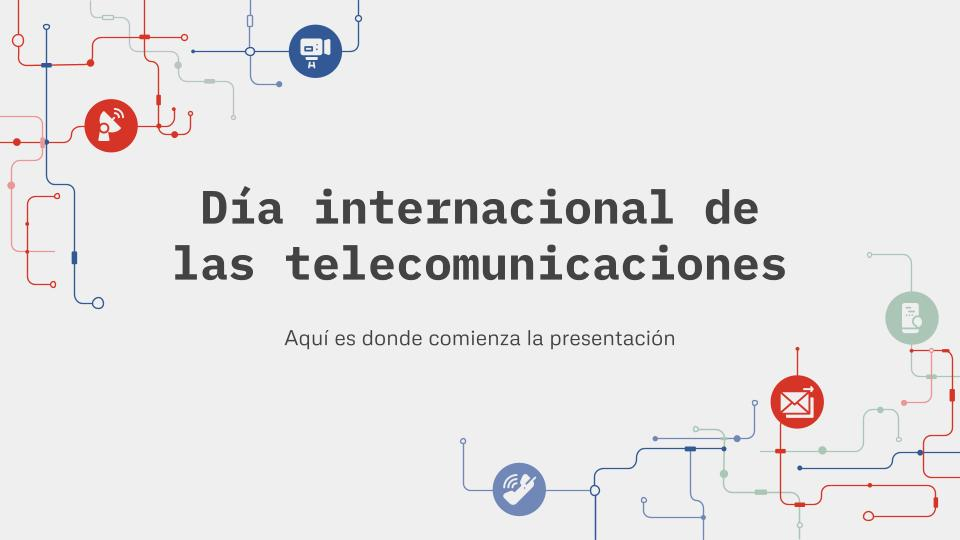 Día internacional de
las telecomunicaciones
Aquí es donde comienza la presentación